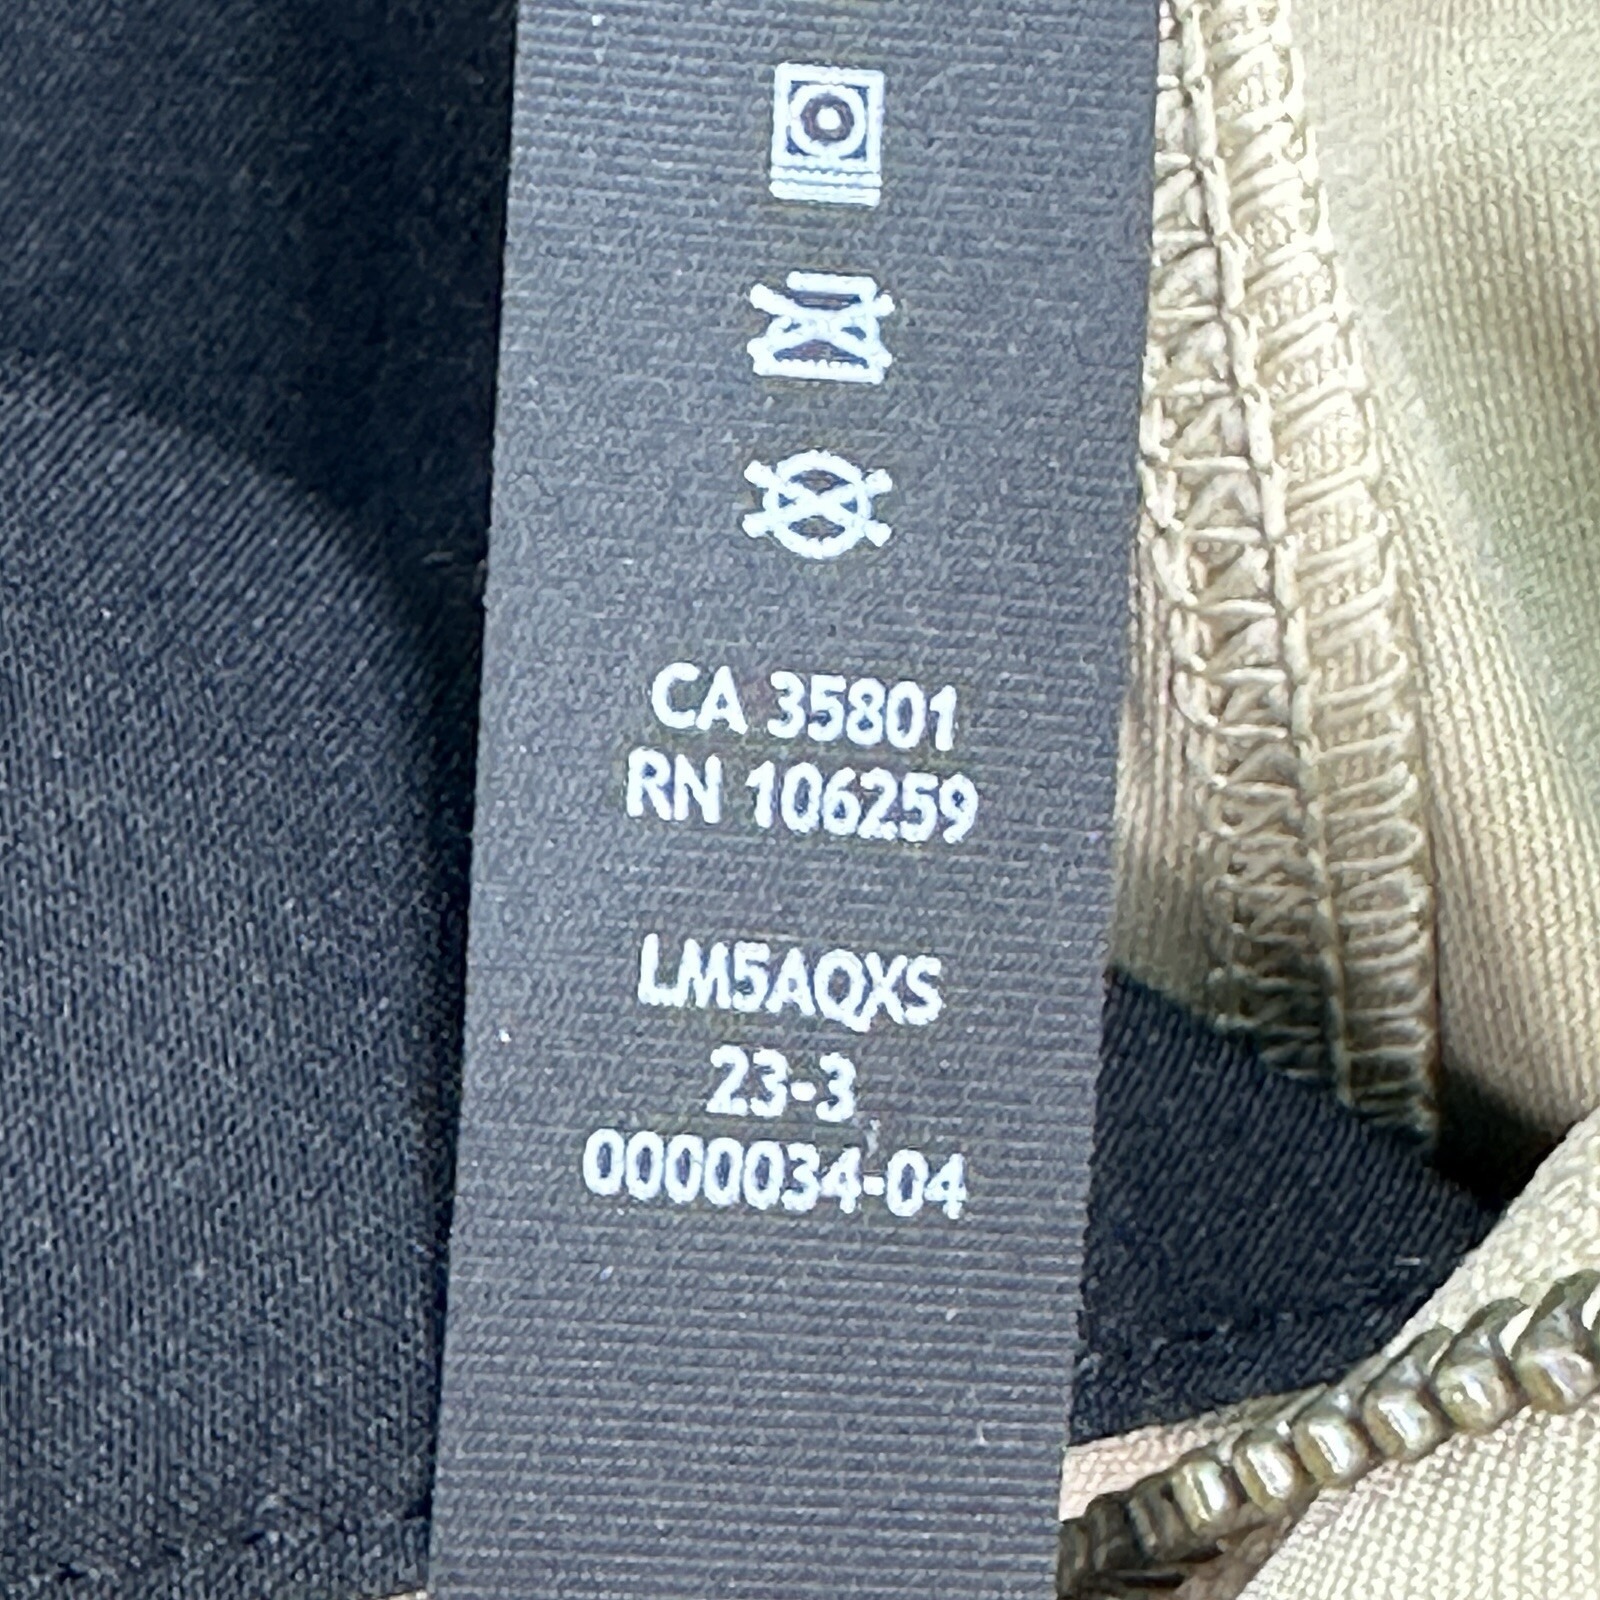 CA 35801
RN 106259
LM5AQXS
23-3
0000034-04